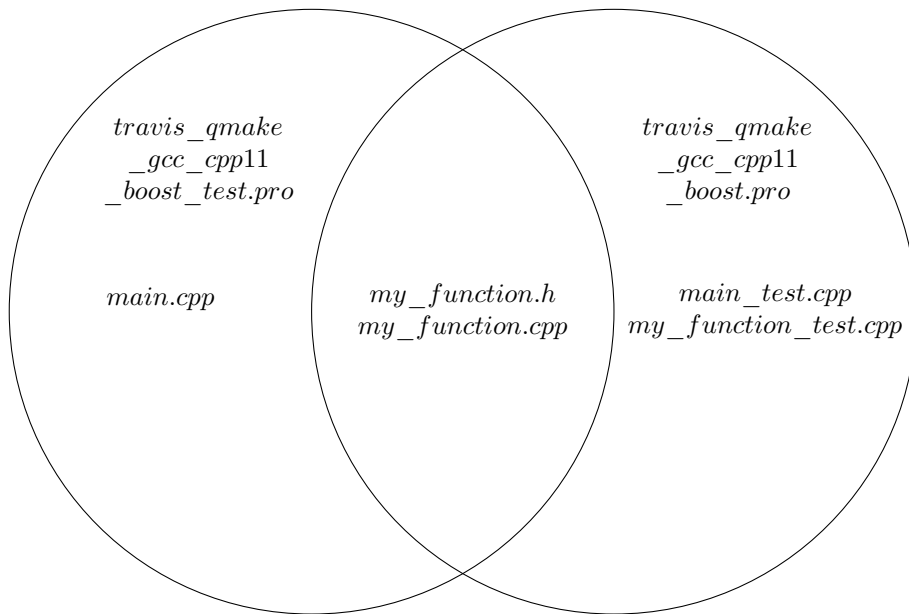 travis_qmake
_gcc_cpp11
_boost_test.pro
main.cpp
my_function.h
my_function.cpp
travis_qmake
_gcc_cpp11
_boost.pro
main_test.cpp
my_function_test.cpp